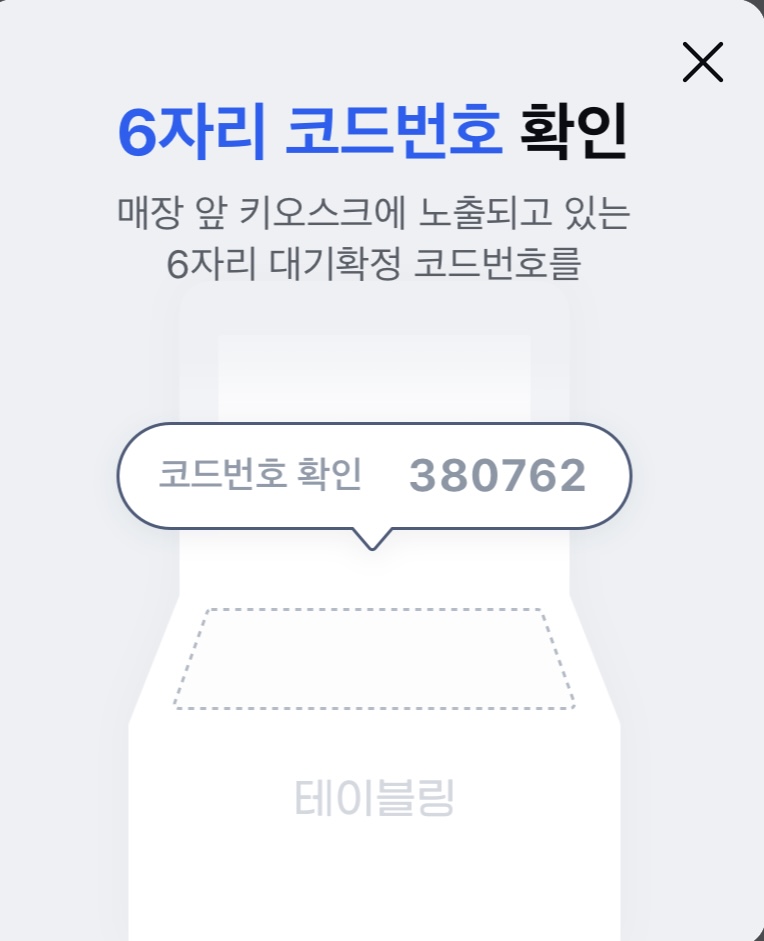 6자리 코드번호 확인
매장 앞 키오스크에 노출되고 있는
6자리 대기확정 코드번호를
코드번호 확인 380762
테이블링